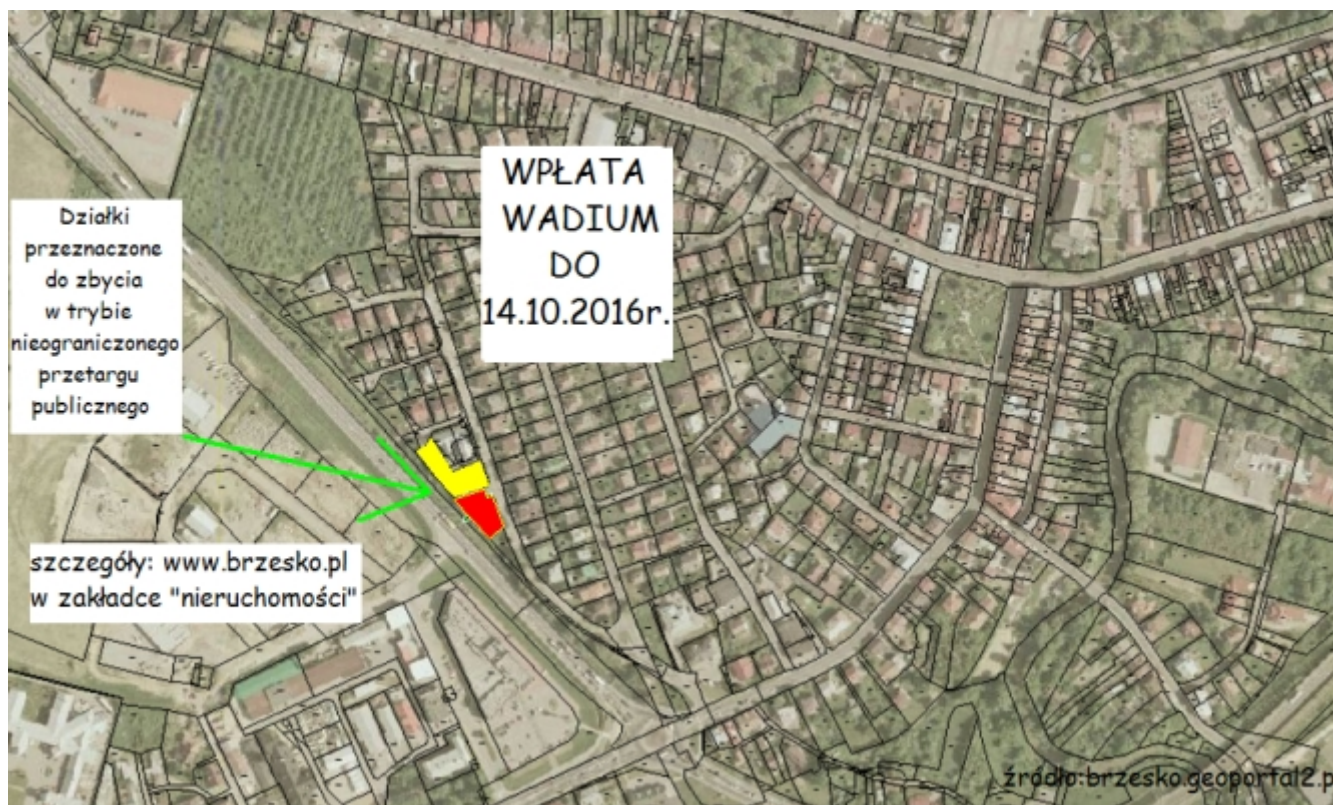 WPŁATA
WADIUM
DO
14.10.2016r.
Działki
przeznaczone
do zbycia
w trybie
nieograniczonego
przetargu
publicznego
szczegóły: www.brzesko.pl
w zakładce "nieruchomości"
źródło:brzesko.geoportal2.p